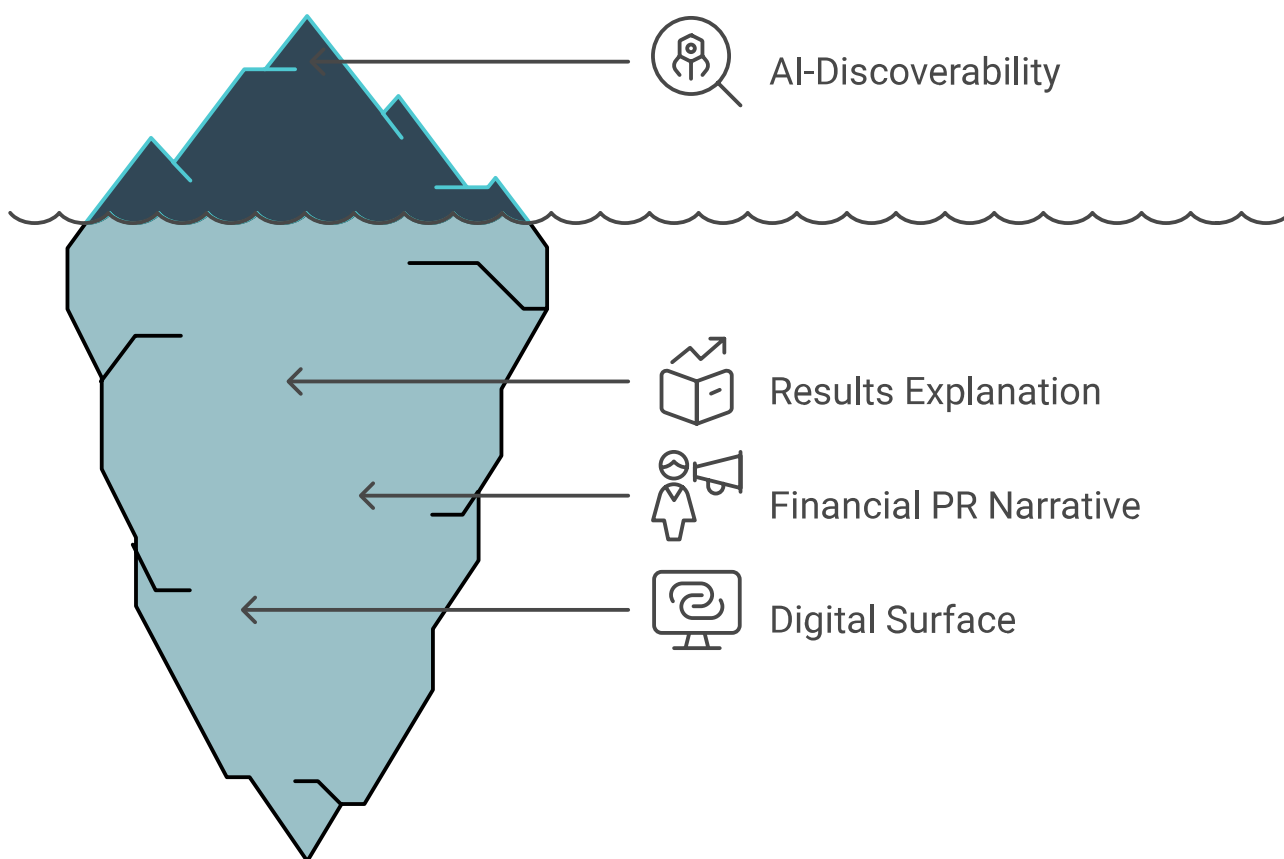 AI-Discoverability
Results Explanation
Financial PR Narrative
Digital Surface